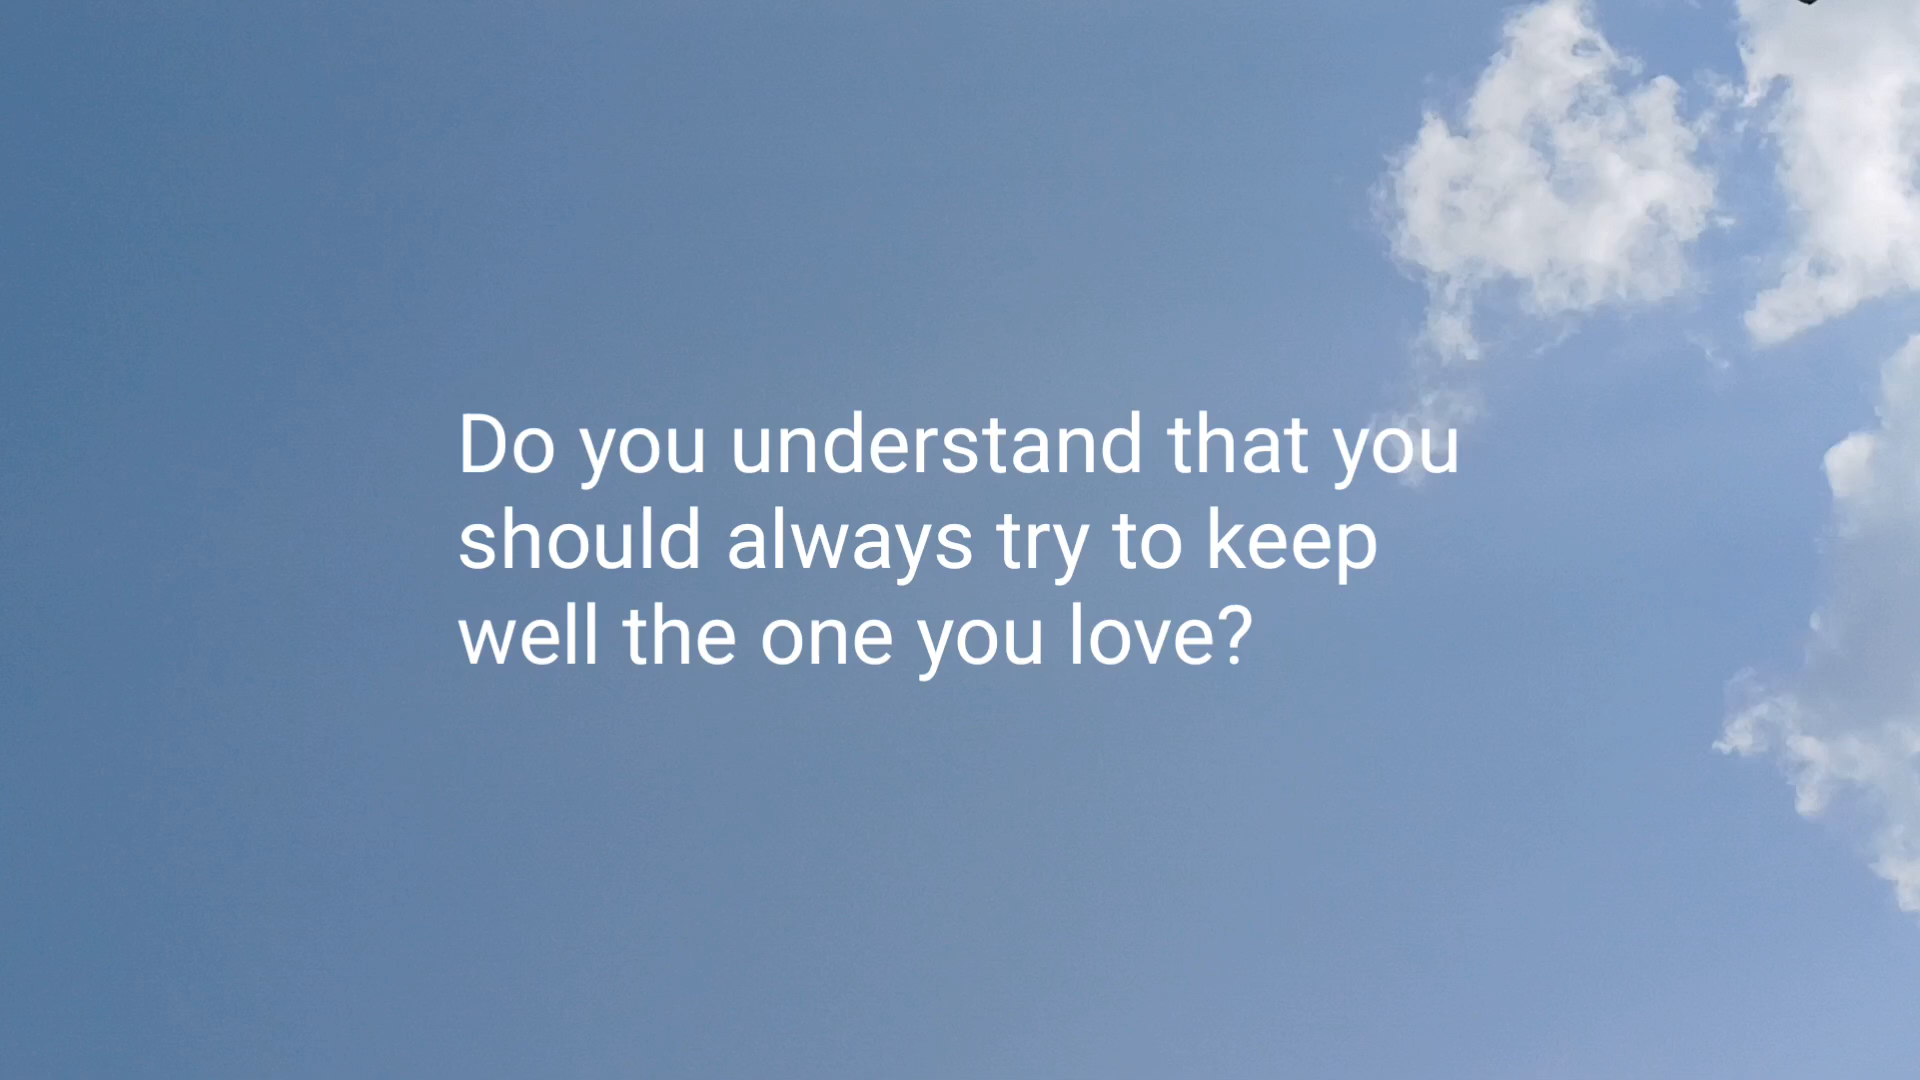 Do you understand that you
should always try to keep
well the one you love?